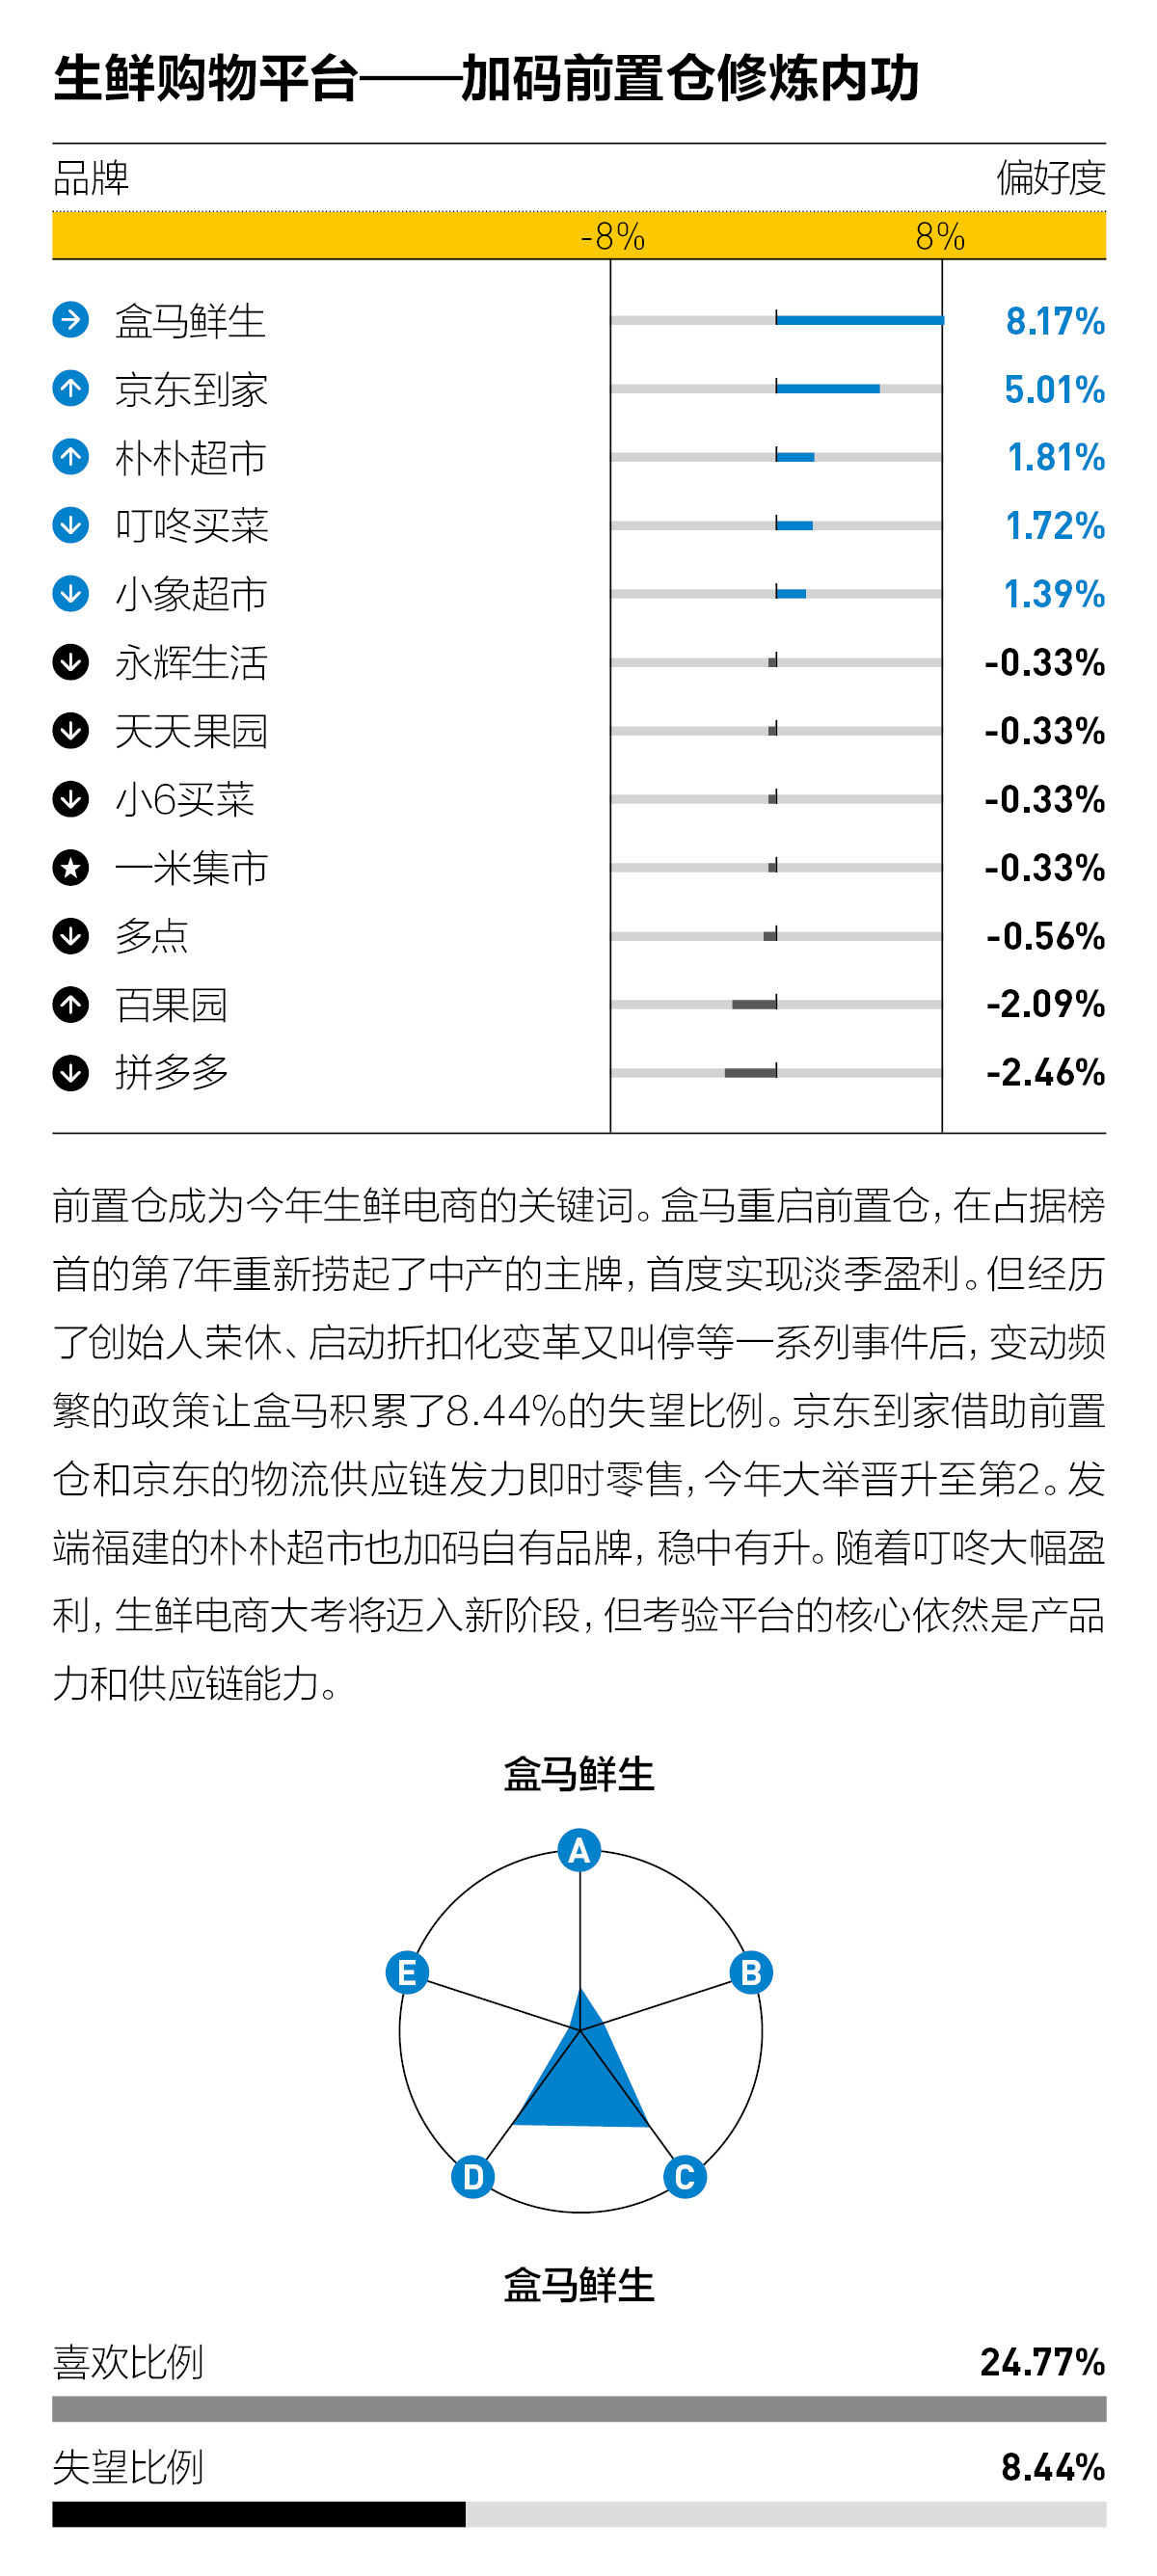 生鲜购物平台——加码前置仓修炼内功
品牌 偏好度
-8% 8%
盒马鲜生 8.17%
京东到家 5.01%
朴朴超市 1.81%
叮咚买菜 1.72%
小象超市 1.39%
永辉生活 -0.33%
天天果园 -0.33%
小6买菜 -0.33%
一米集市 -0.33%
多点 -0.56%
百果园 -2.09%
拼多多 -2.46%
前置仓成为今年生鲜电商的关键词。盒马重启前置仓，在占据榜
首的第7年重新捞起了中产的主牌，首度实现淡季盈利。但经历
了创始人荣休、启动折扣化变革又叫停等一系列事件后，变动频
繁的政策让盒马积累了8.44%的失望比例。京东到家借助前置
仓和京东的物流供应链发力即时零售，今年大举晋升至第2。发
端福建的朴朴超市也加码自有品牌，稳中有升。随着叮咚大幅盈
利，生鲜电商大考将迈入新阶段，但考验平台的核心依然是产品
力和供应链能力。
盒马鲜生
A
E B
D C
盒马鲜生
喜欢比例 24.77%
失望比例 8.44%